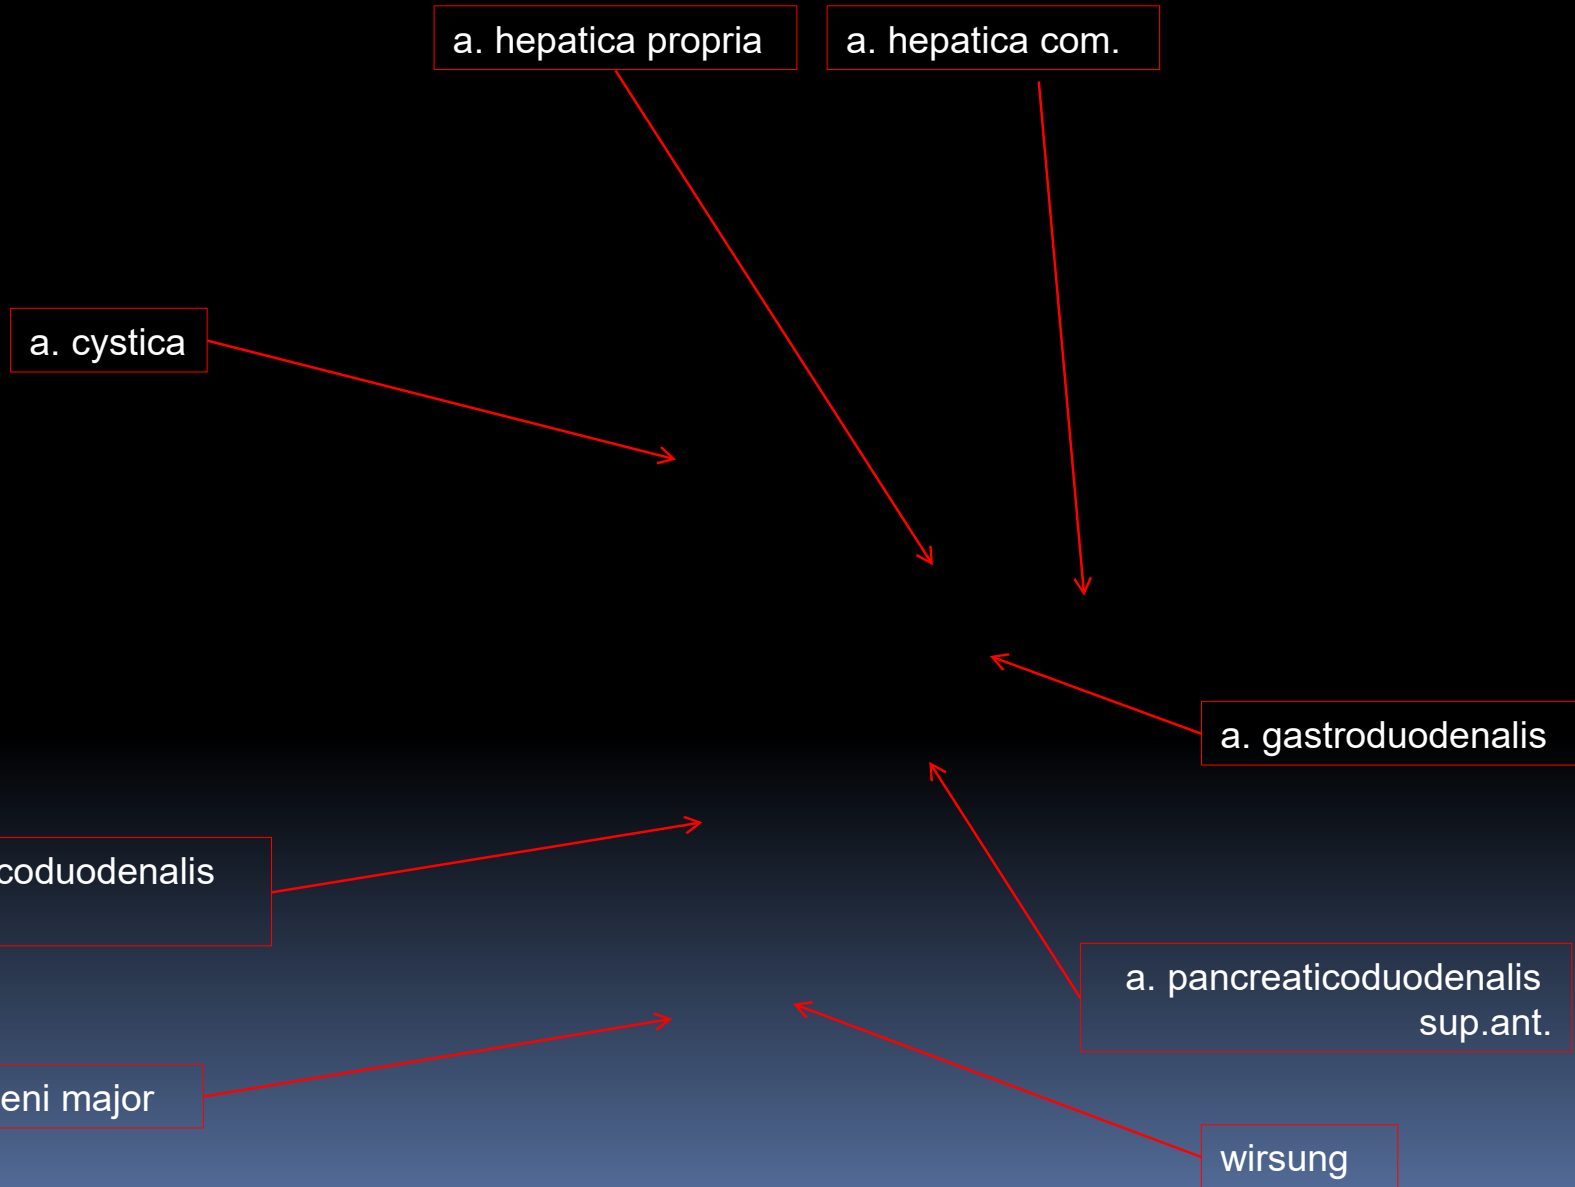 a. hepatica propria
a. hepatica com.
a. cystica
a. gastroduodenalis
coduodenalis
a. pancreaticoduodenalis
sup.ant.
eni major
wirsung